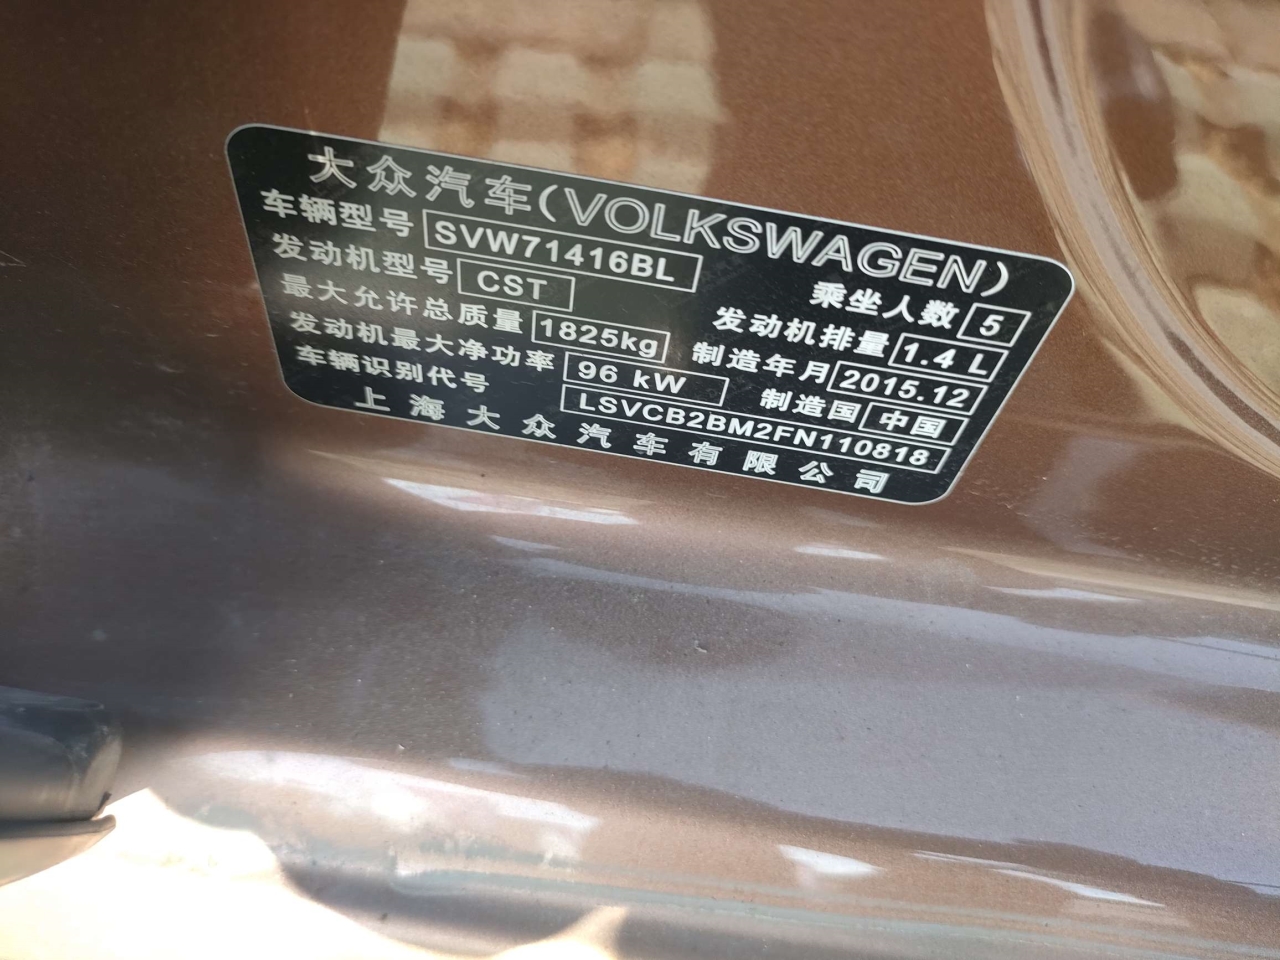 大众汽车(VOLKSWAGEN)
车辆型号 SVW71416BL 乘坐人数 5
发动机型号 CST 发动机排量 1.4 L
最大允许总质量 1825kg 制造年月 2015.12
发动机最大净功率 96 kW 制造国 中国
车辆识别代号 LSVCB2BM2FN110818
上海大众汽车有限公司